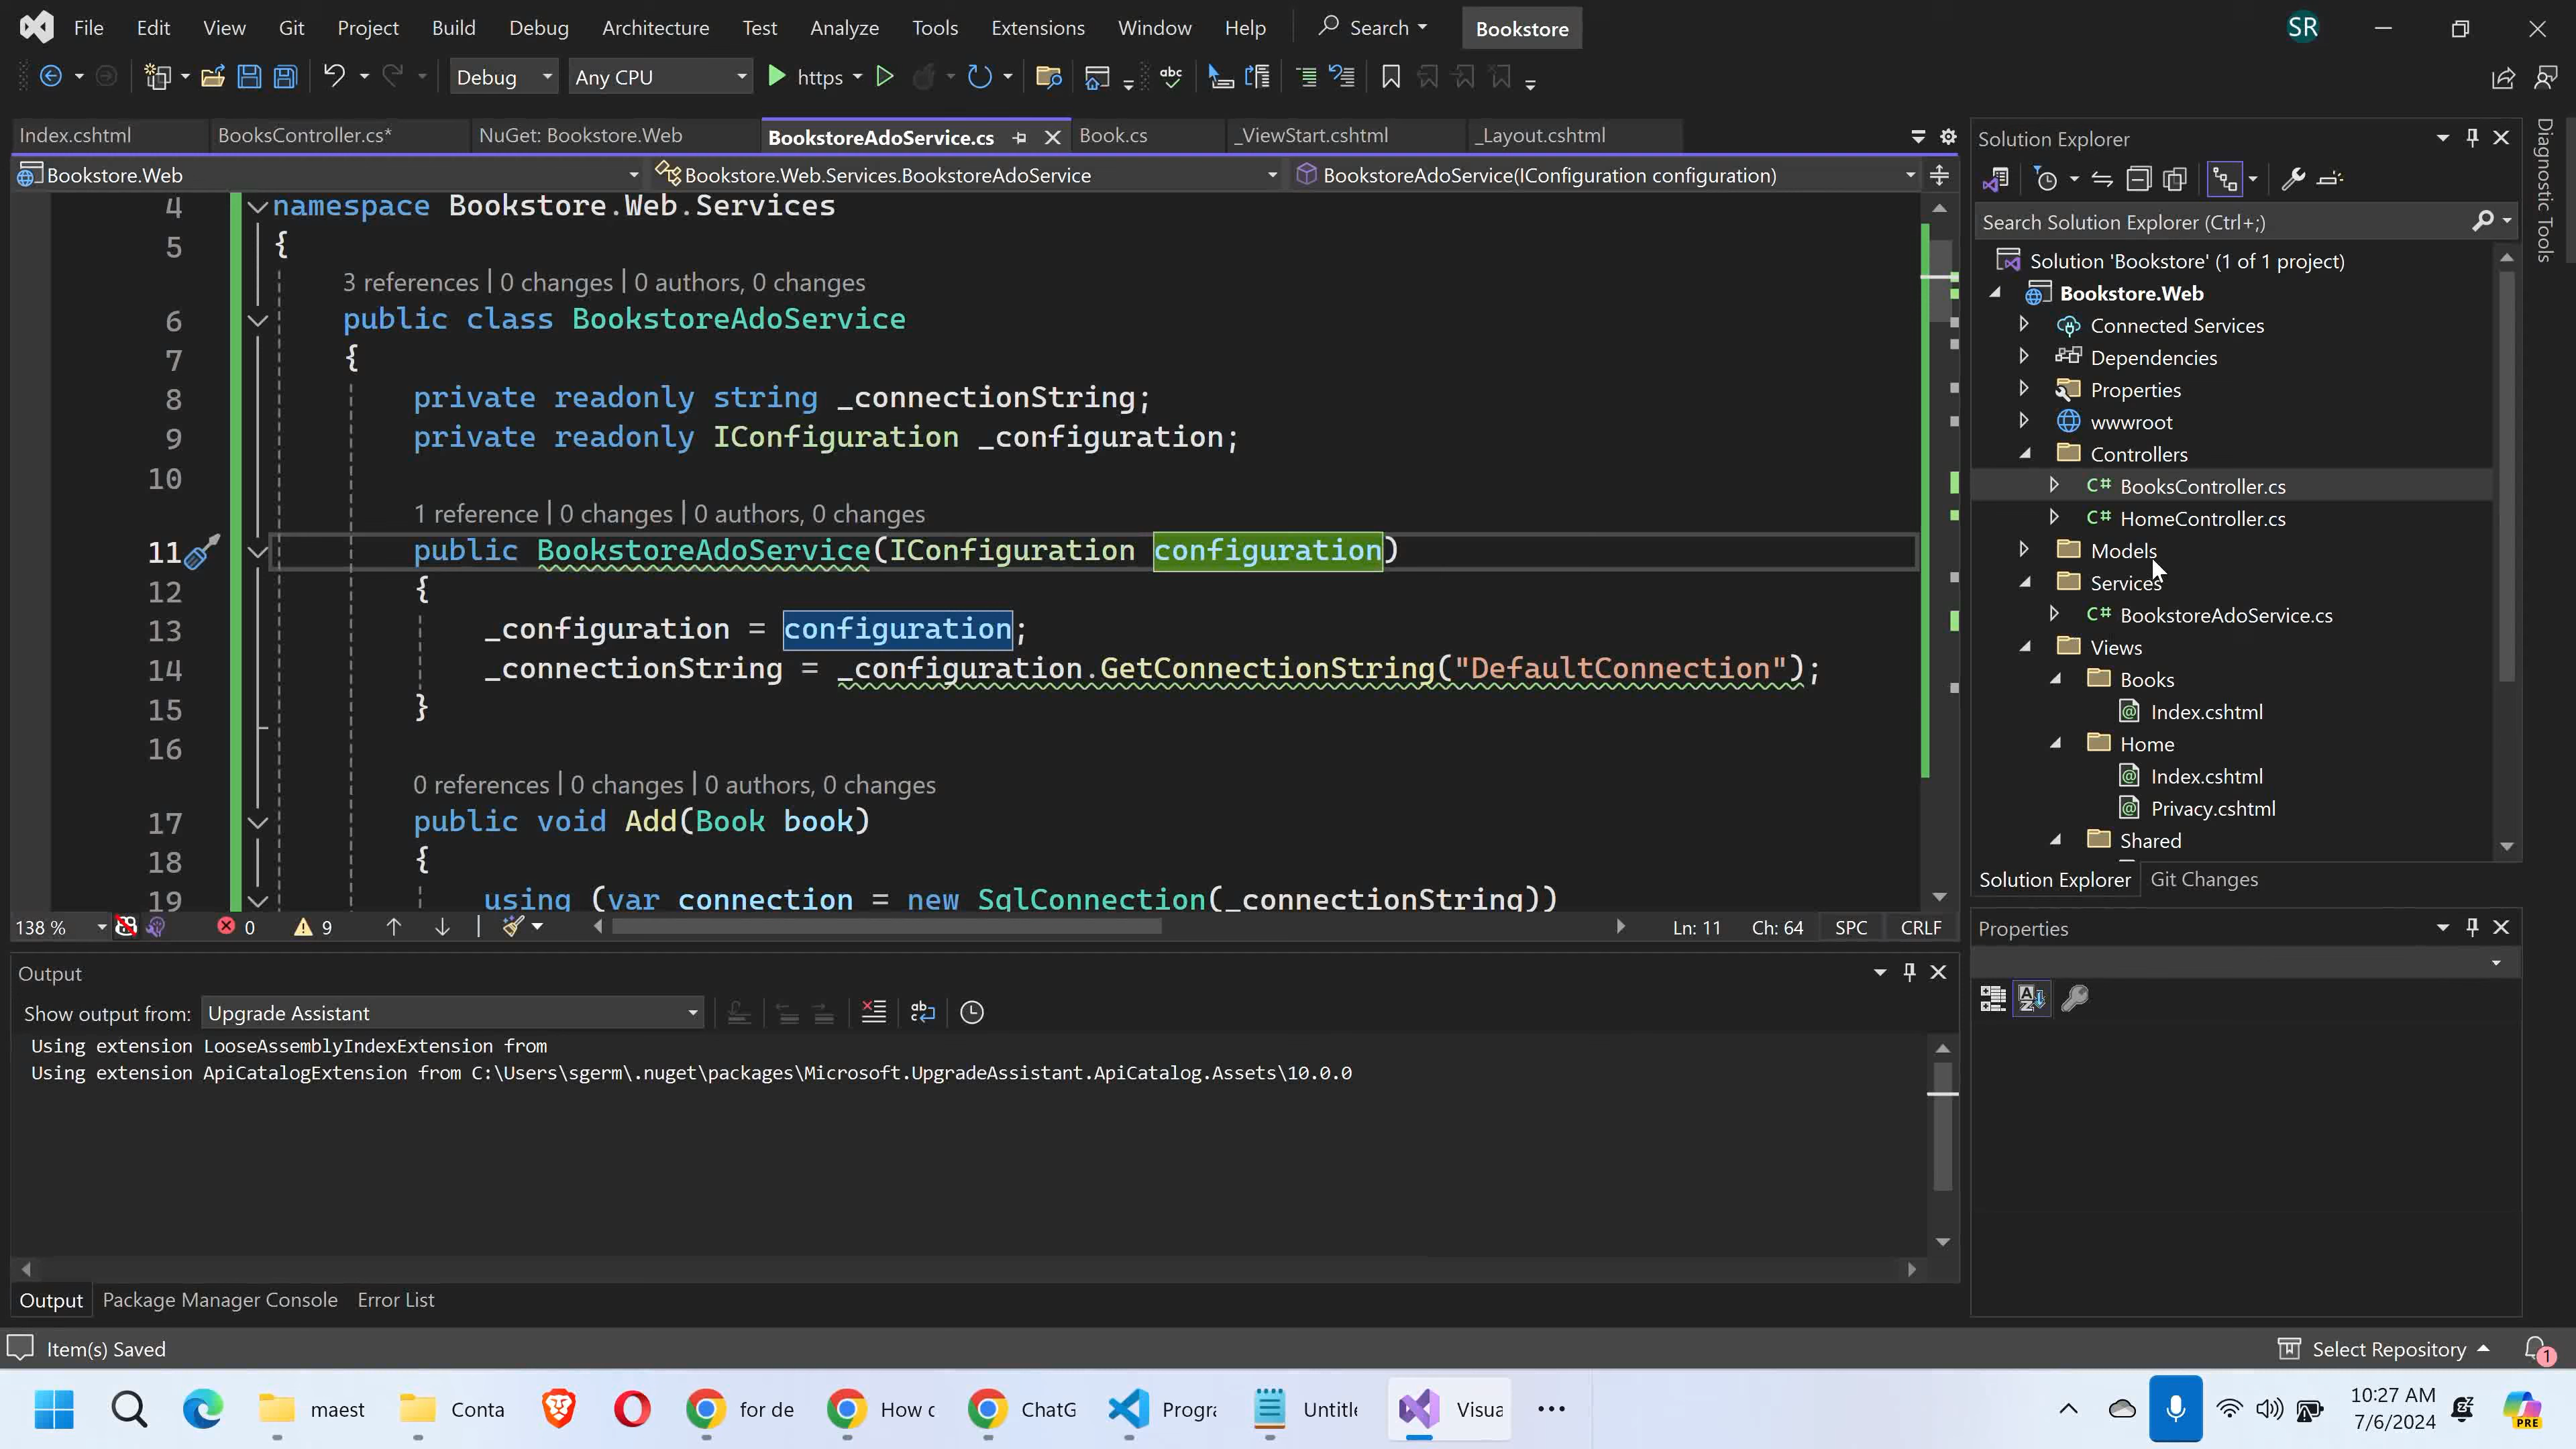 File Edit View Git Project Build Debug Architecture Test Analyze Tools Extensions Window Help Search Bookstore SR
Debug Any CPU https
Index.cshtml BooksController.cs* NuGet: Bookstore.Web BookstoreAdoService.cs Book.cs _ViewStart.cshtml _Layout.cshtml
Bookstore.Web Bookstore.Web.Services.BookstoreAdoService BookstoreAdoService(IConfiguration configuration)
4 namespace Bookstore.Web.Services
5 {
3 references | 0 changes | 0 authors, 0 changes
6 public class BookstoreAdoService
7 {
8 private readonly string _connectionString;
9 private readonly IConfiguration _configuration;
10
1 reference | 0 changes | 0 authors, 0 changes
11 public BookstoreAdoService(IConfiguration configuration)
12 {
13 _configuration = configuration;
14 _connectionString = _configuration.GetConnectionString("DefaultConnection");
15 }
16
0 references | 0 changes | 0 authors, 0 changes
17 public void Add(Book book)
18 {
19 using (var connection = new SqlConnection(_connectionString))
138 % 0 9 Ln: 11 Ch: 64 SPC CRLF
Output
Show output from: Upgrade Assistant
Using extension LooseAssemblyIndexExtension from
Using extension ApiCatalogExtension from C:\Users\sgerm\.nuget\packages\Microsoft.UpgradeAssistant.ApiCatalog.Assets\10.0.0
Output Package Manager Console Error List
Solution Explorer
Search Solution Explorer (Ctrl+;)
Solution 'Bookstore' (1 of 1 project)
Bookstore.Web
Connected Services
Dependencies
Properties
wwwroot
Controllers
C# BooksController.cs
C# HomeController.cs
Models
Services
C# BookstoreAdoService.cs
Views
Books
Index.cshtml
Home
Index.cshtml
Privacy.cshtml
Shared
Solution Explorer Git Changes
Properties
Diagnostic Tools
Item(s) Saved Select Repository 1
maest Conta for de How c ChatG Progra Untitle Visua
10:27 AM
7/6/2024
PRE